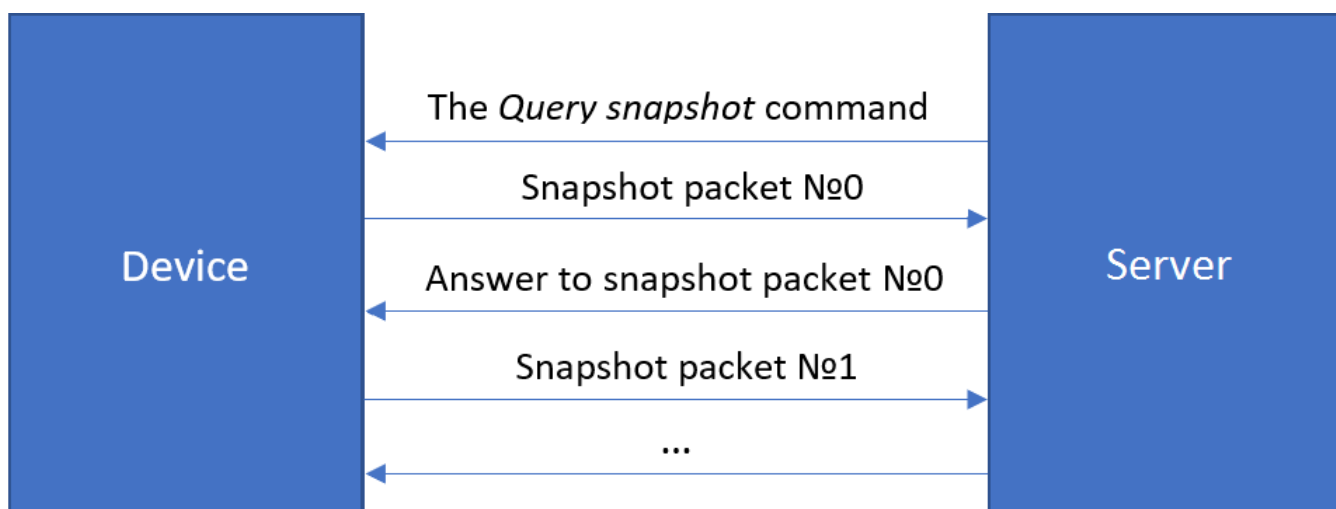 The Query snapshot command
Snapshot packet №0
Device
Answer to snapshot packet №0
Server
Snapshot packet №1
...